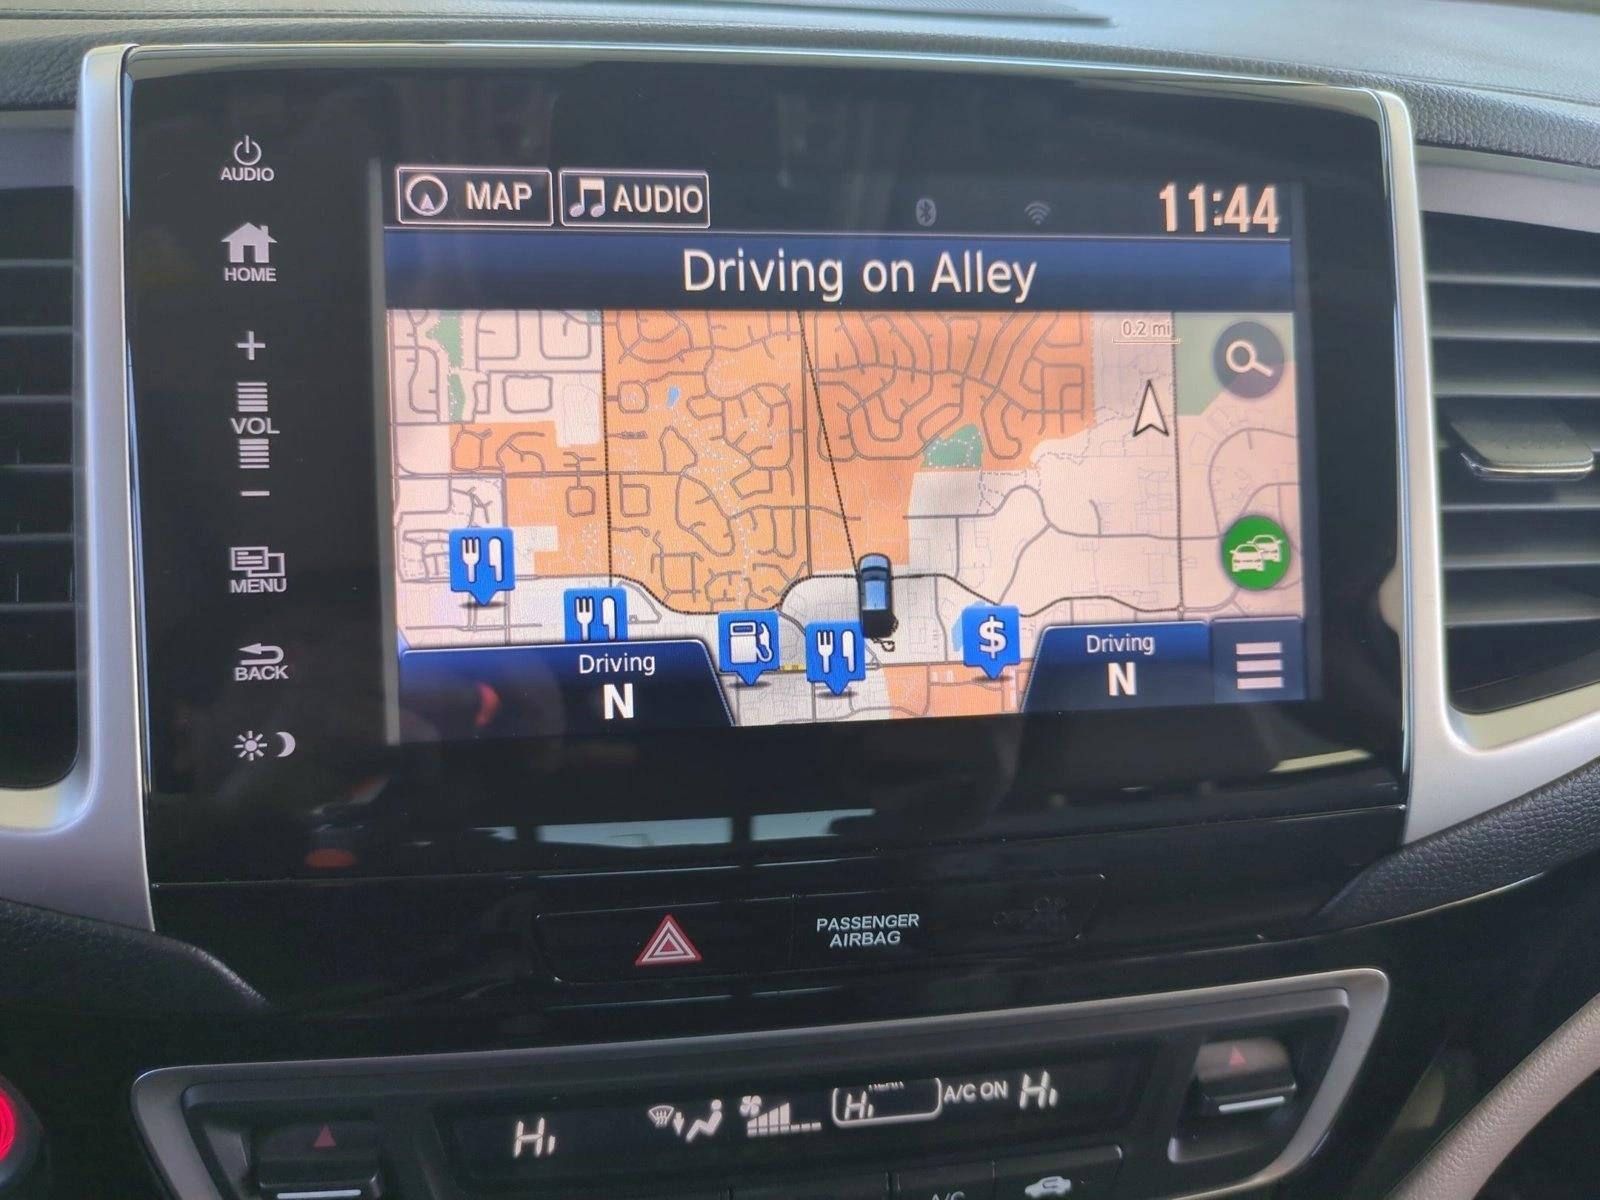 AUDIO
HOME
VOL
MENU
BACK
MAP
AUDIO
11:44
Driving on Alley
0.2 mi
$
Driving
N
Driving
N
PASSENGER
AIRBAG
HI
HI
A/C ON
HI
A/C